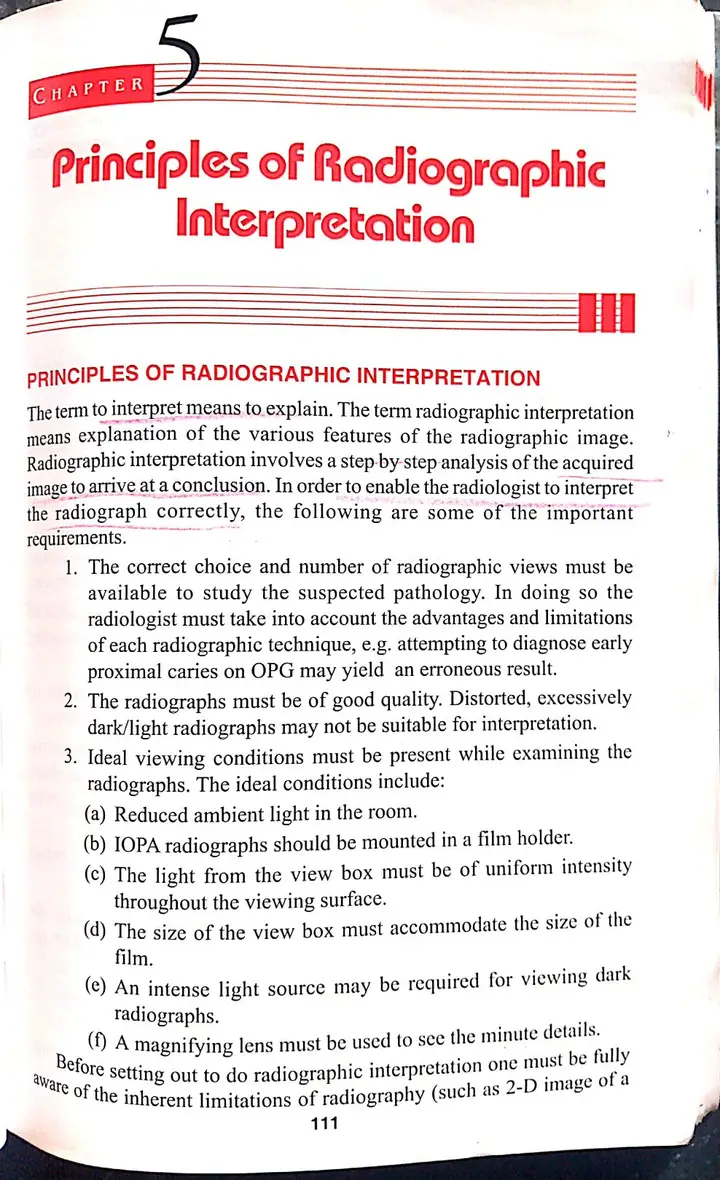 CHAPTER 5
Principles of Radiographic
Interpretation
PRINCIPLES OF RADIOGRAPHIC INTERPRETATION
The term to interpret means to explain. The term radiographic interpretation
means explanation of the various features of the radiographic image.
Radiographic interpretation involves a step by step analysis of the acquired
image to arrive at a conclusion. In order to enable the radiologist to interpret
the radiograph correctly, the following are some of the important
requirements.
1. The correct choice and number of radiographic views must be
available to study the suspected pathology. In doing so the
radiologist must take into account the advantages and limitations
of each radiographic technique, e.g. attempting to diagnose early
proximal caries on OPG may yield an erroneous result.
2. The radiographs must be of good quality. Distorted, excessively
dark/light radiographs may not be suitable for interpretation.
3. Ideal viewing conditions must be present while examining the
radiographs. The ideal conditions include:
(a) Reduced ambient light in the room.
(b) IOPA radiographs should be mounted in a film holder.
(c) The light from the view box must be of uniform intensity
throughout the viewing surface.
(d) The size of the view box must accommodate the size of the
film.
(e) An intense light source may be required for viewing dark
radiographs.
(f) A magnifying lens must be used to see the minute details.
Before setting out to do radiographic interpretation one must be fully
aware of the inherent limitations of radiography (such as 2-D image of a
111